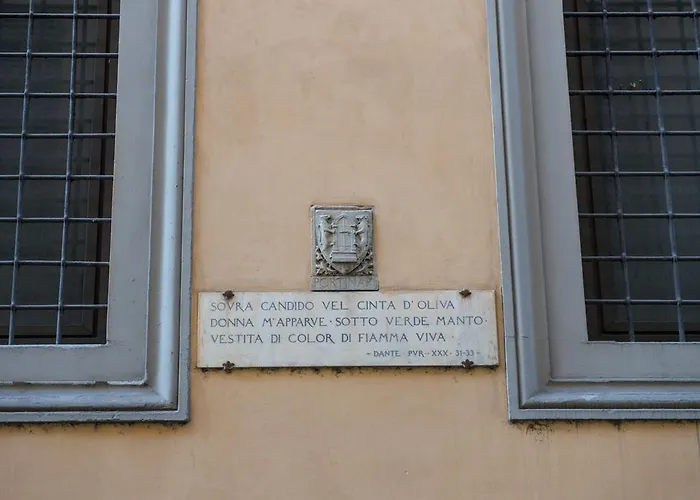 PORTINARI
SOVRA CANDIDO VEL CINTA D'OLIVA
DONNA M'APPARVE · SOTTO VERDE MANTO ·
VESTITA DI COLOR DI FIAMMA VIVA ·
- DANTE PVR · XXX · 31-33 -